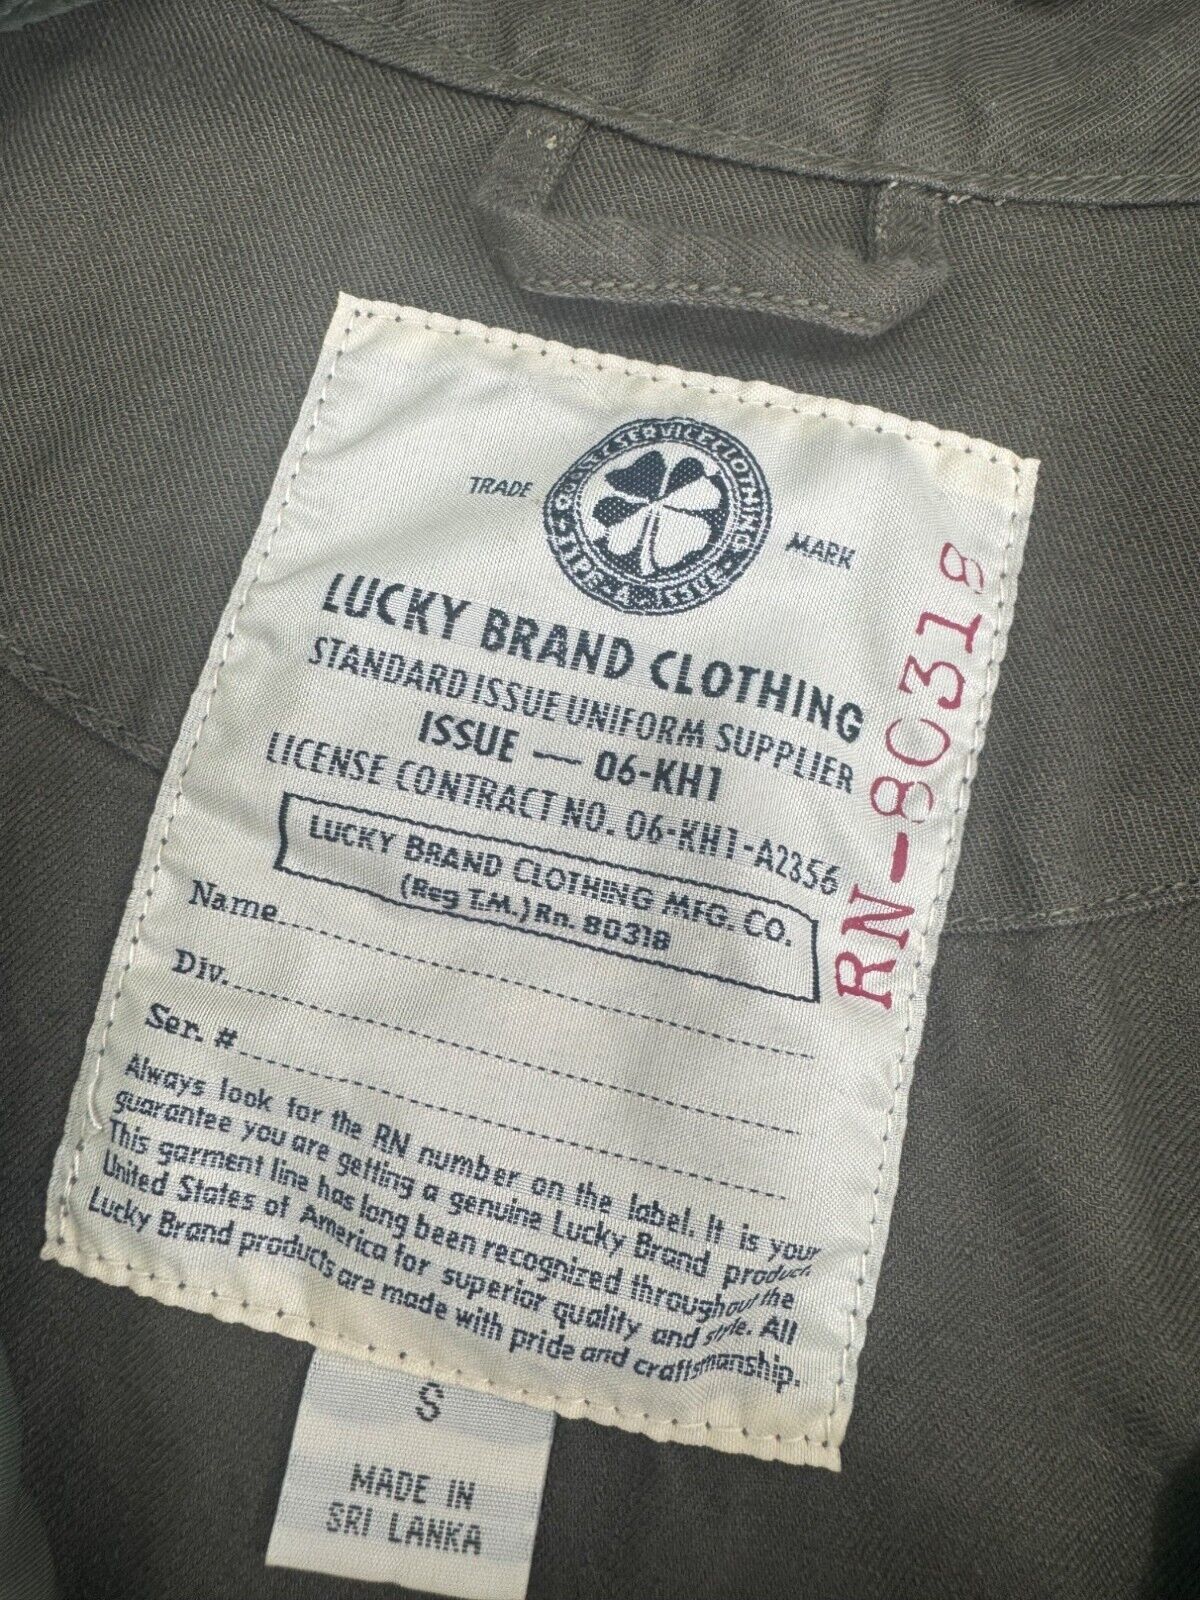 TRADE MARK
SERVICE CLOTHING
TYPE-A-ISSUE
LUCKY BRAND CLOTHING
STANDARD ISSUE UNIFORM SUPPLIER
ISSUE — 06-KH1
LICENSE CONTRACT NO. 06-KH1-A2356
LUCKY BRAND CLOTHING MFG. CO.
(Reg T.M.) Rn. 80318
RN-80318
Name
Div.
Ser. #
Always look for the RN number on the label. It is your
guarantee you are getting a genuine Lucky Brand product.
This garment line has long been recognized throughout the
United States of America for superior quality and style. All
Lucky Brand products are made with pride and craftsmanship.
S
MADE IN
SRI LANKA